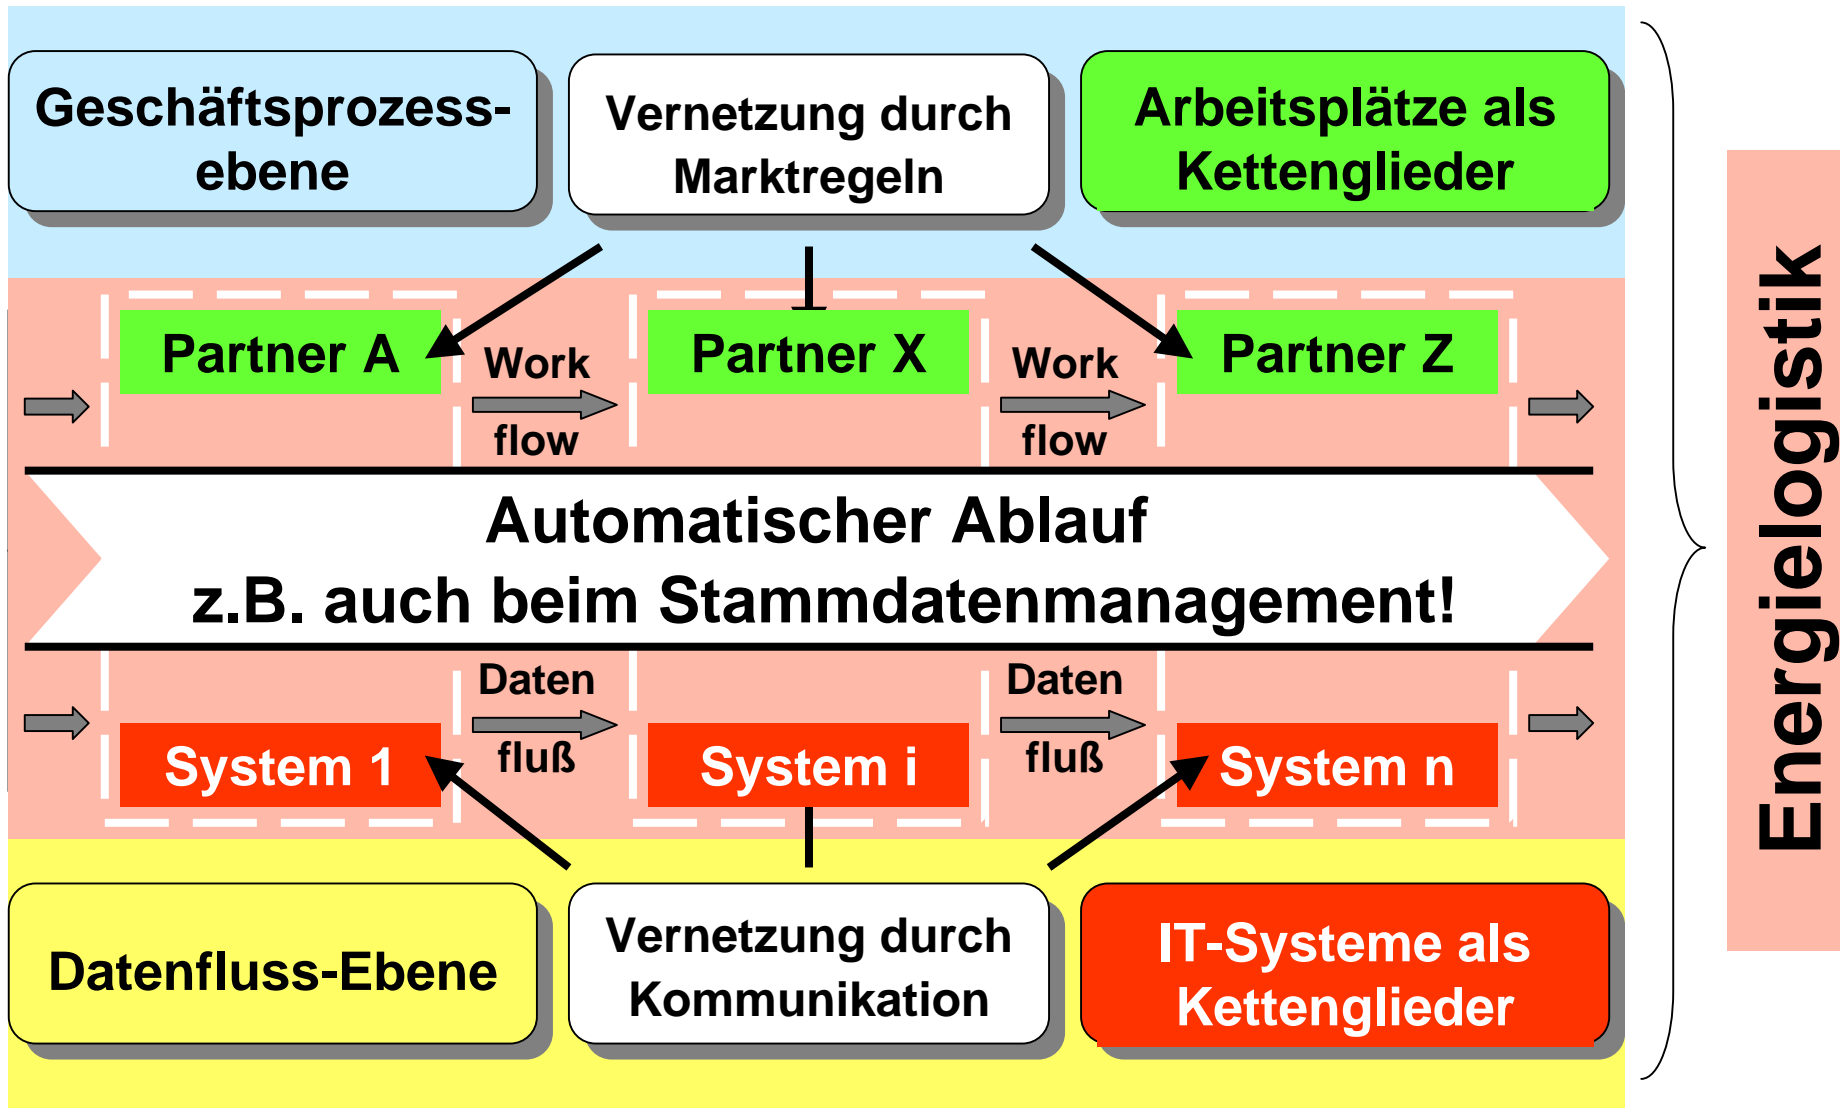 Geschäftsprozess-
ebene
Vernetzung durch
Marktregeln
Arbeitsplätze als
Kettenglieder
Partner A
Work
flow
Partner X
Work
flow
Partner Z
Automatischer Ablauf
z.B. auch beim Stammdatenmanagement!
System 1
Daten
fluß
System i
Daten
fluß
System n
Datenfluss-Ebene
Vernetzung durch
Kommunikation
IT-Systeme als
Kettenglieder
Energielogistik